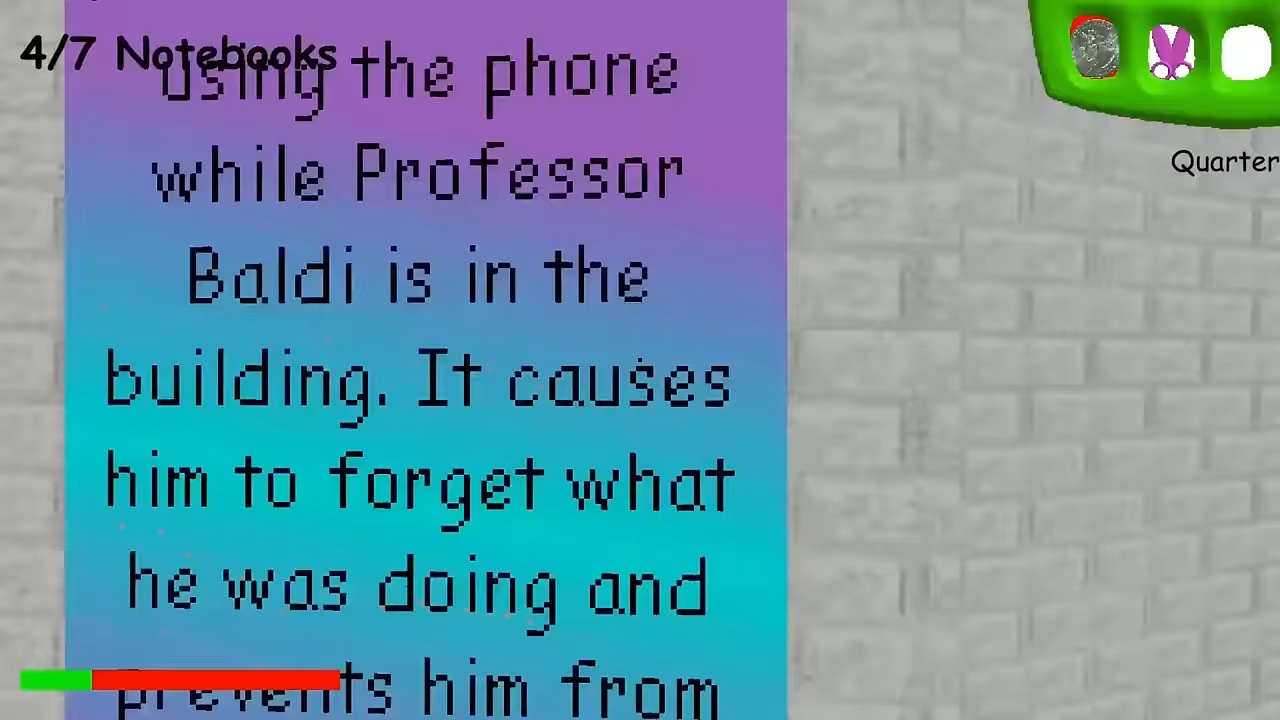 4/7 Notebooks
using the phone
while Professor
Baldi is in the
building. It causes
him to forget what
he was doing and
prevents him from
Quarter